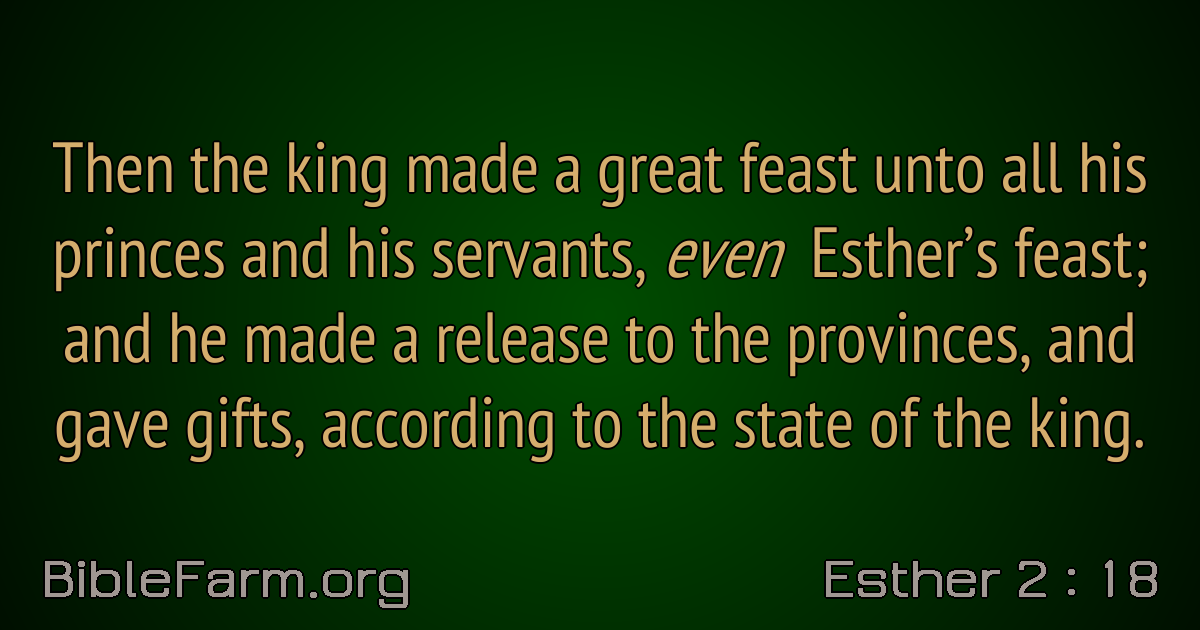 Then the king made a great feast unto all his
princes and his servants, even Esther’s feast;
and he made a release to the provinces, and
gave gifts, according to the state of the king.
BibleFarm.org
Esther 2 : 18